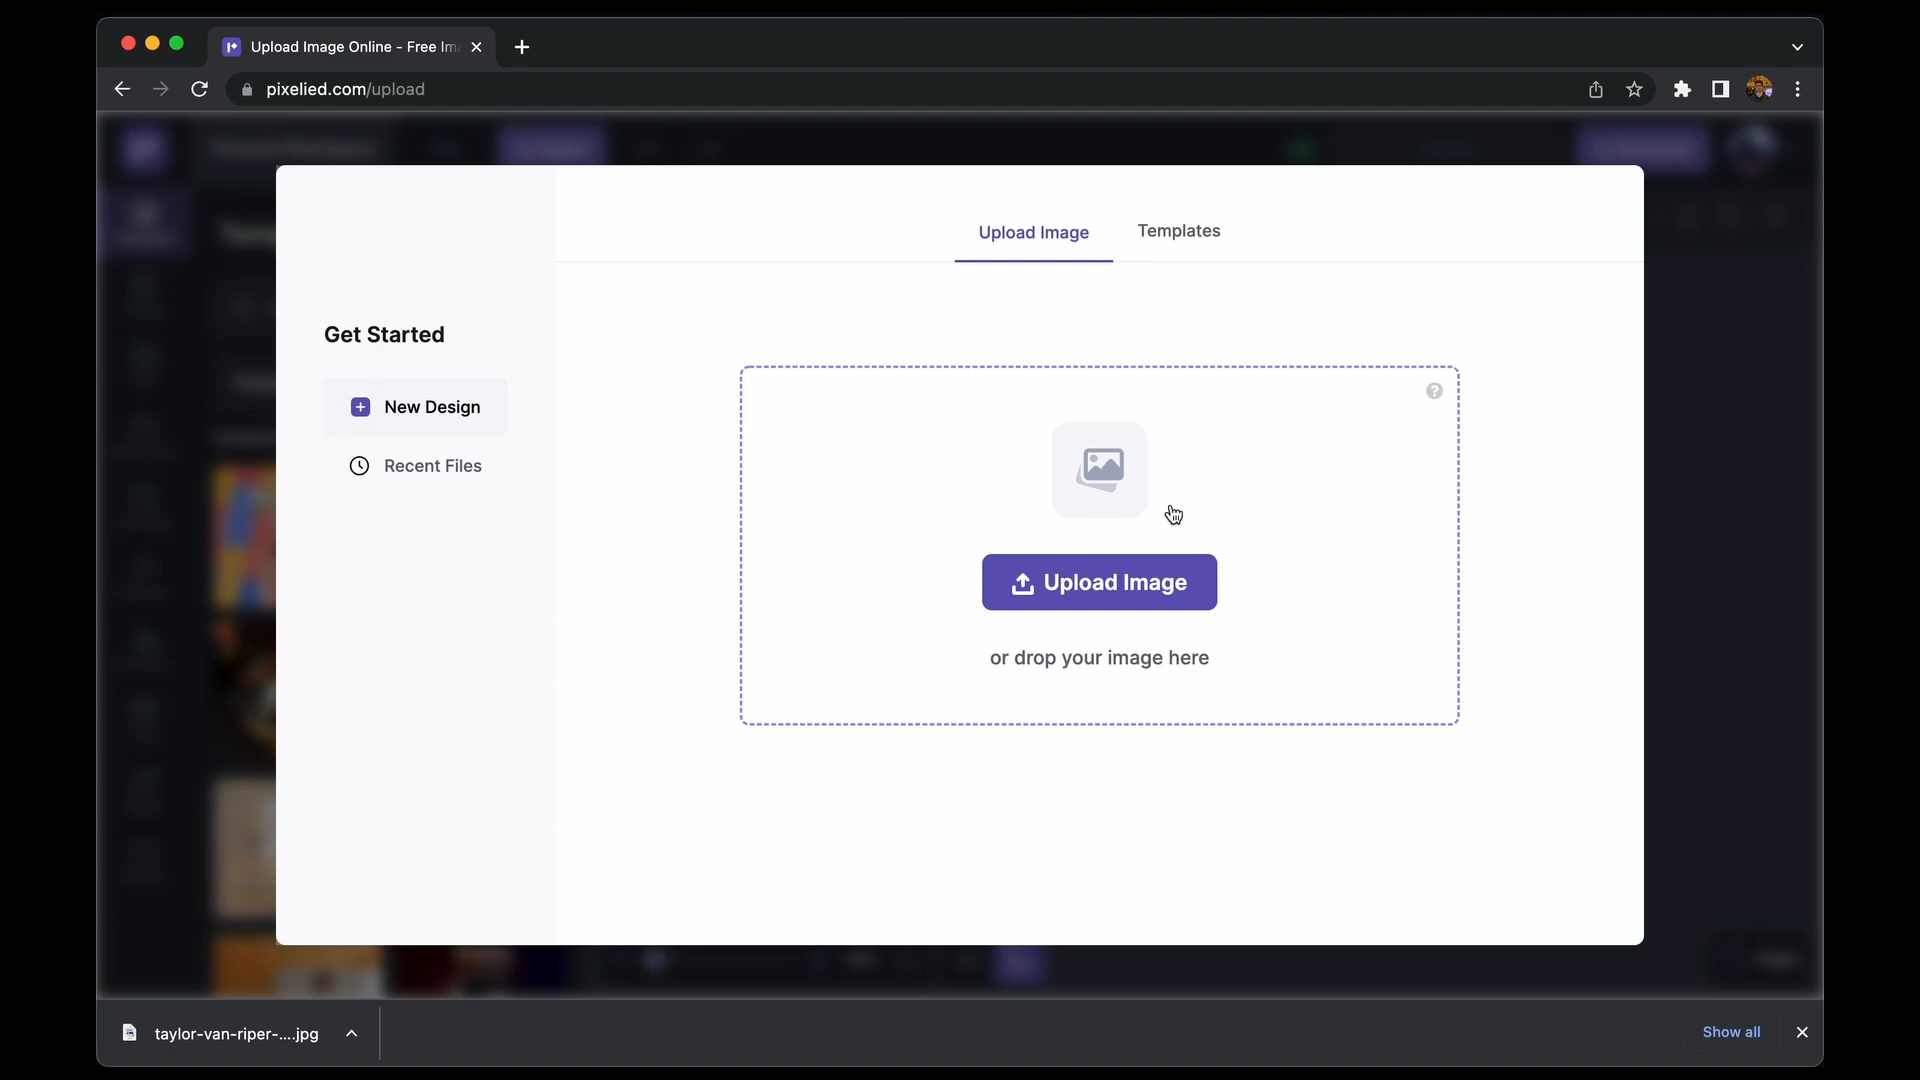 Upload Image Online - Free Im
pixelied.com/upload
Upload Image
Templates
Get Started
New Design
Recent Files
Upload Image
or drop your image here
taylor-van-riper-....jpg
Show all